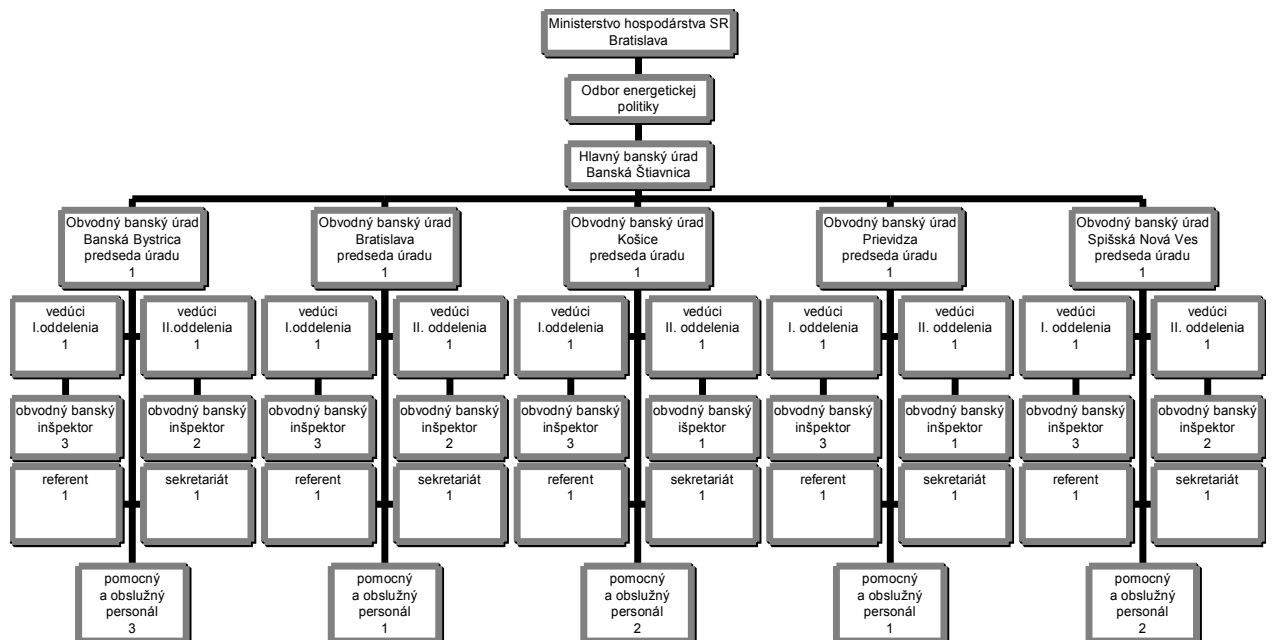 Ministerstvo hospodárstva SR
Bratislava
Odbor energetickej
politiky
Hlavný banský úrad
Banská Štiavnica
Obvodný banský úrad
Banská Bystrica
predseda úradu
1
Obvodný banský úrad
Bratislava
predseda úradu
1
Obvodný banský úrad
Košice
predseda úradu
1
Obvodný banský úrad
Prievidza
predseda úradu
1
Obvodný banský úrad
Spišská Nová Ves
predseda úradu
1
vedúci
I.oddelenia
1
vedúci
II.oddelenia
1
vedúci
I.oddelenia
1
vedúci
II. oddelenia
1
vedúci
I.oddelenia
1
vedúci
II. oddelenia
1
vedúci
I. oddelenia
1
vedúci
II. oddelenia
1
vedúci
I. oddelenia
1
vedúci
II. oddelenia
1
obvodný banský
inšpektor
3
obvodný banský
inšpektor
2
obvodný banský
inšpektor
3
obvodný banský
inšpektor
2
obvodný banský
inšpektor
3
obvodný banský
išpektor
1
obvodný banský
inšpektor
3
obvodný banský
inšpektor
1
obvodný banský
inšpektor
3
obvodný banský
inšpektor
2
referent
1
sekretariát
1
referent
1
sekretariát
1
referent
1
sekretariát
1
referent
1
sekretariát
1
referent
1
sekretariát
1
pomocný
a obslužný
personál
3
pomocný
a obslužný
personál
1
pomocný
a obslužný
personál
2
pomocný
a obslužný
personál
1
pomocný
a obslužný
personál
2